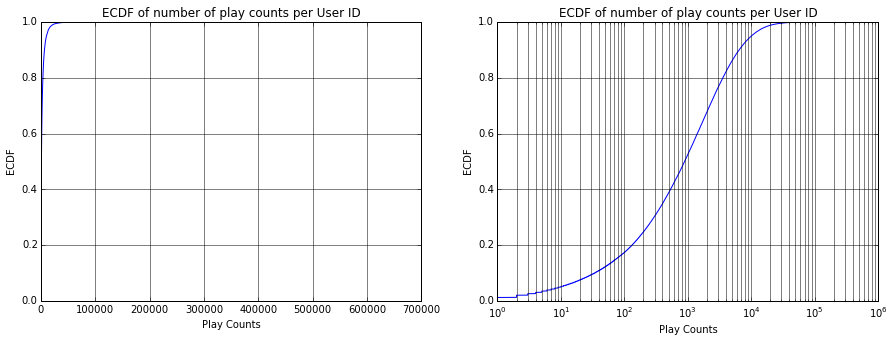 ECDF of number of play counts per User ID
1.0
0.8
0.6
0.4
0.2
0.0
ECDF
0 100000 200000 300000 400000 500000 600000 700000
Play Counts
ECDF of number of play counts per User ID
1.0
0.8
0.6
0.4
0.2
0.0
ECDF
10^0 10^1 10^2 10^3 10^4 10^5 10^6
Play Counts